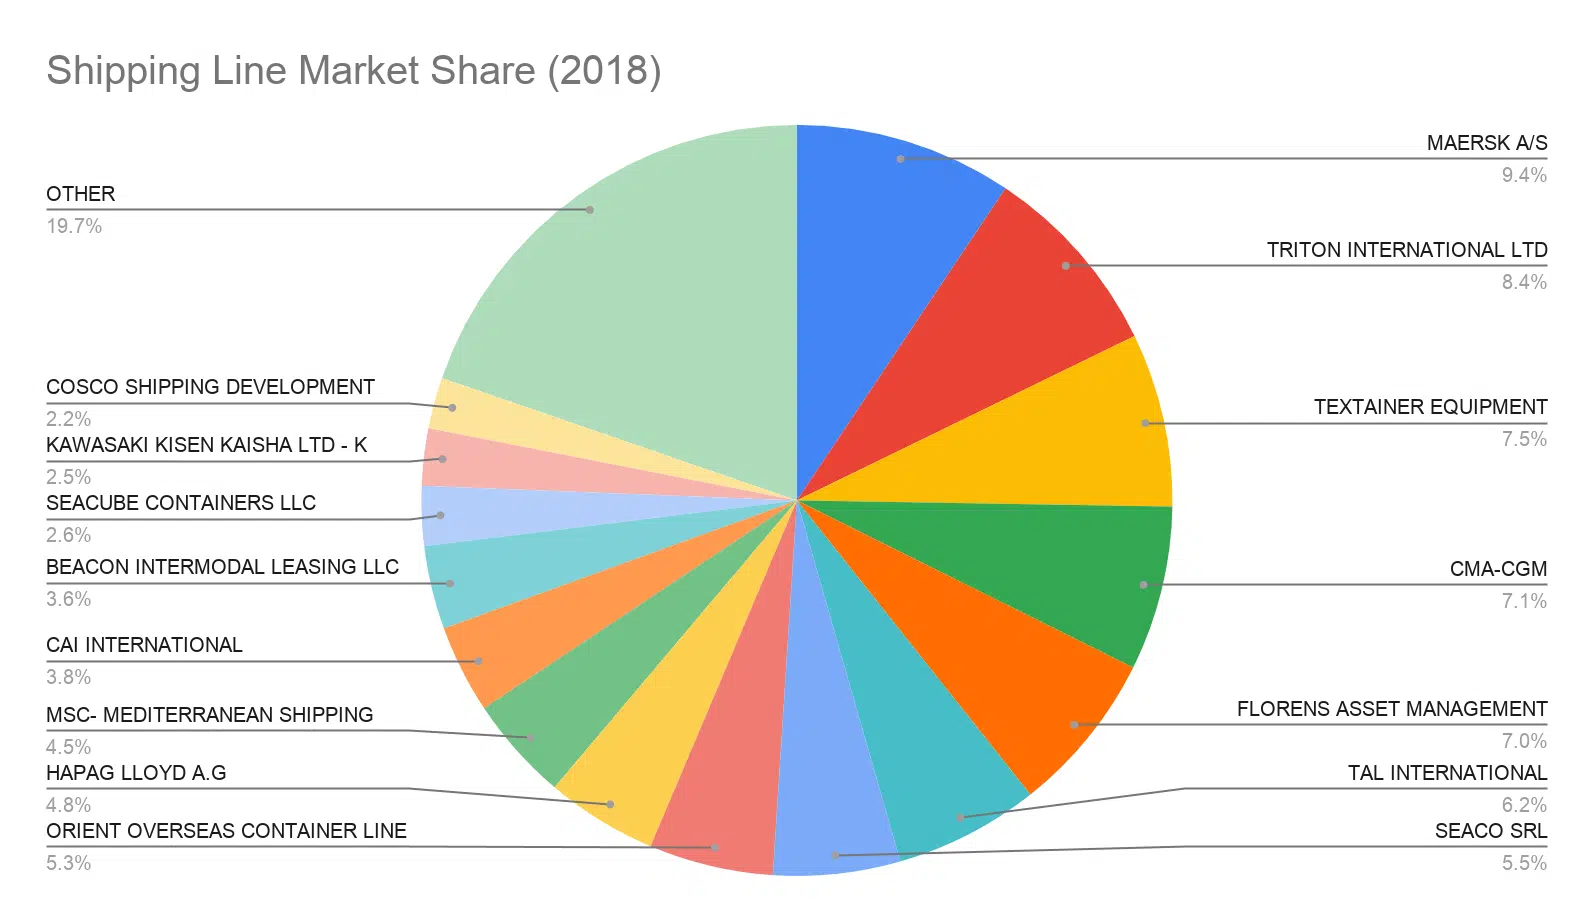 Shipping Line Market Share (2018)
MAERSK A/S
9.4%
TRITON INTERNATIONAL LTD
8.4%
TEXTAINER EQUIPMENT
7.5%
CMA-CGM
7.1%
FLORENS ASSET MANAGEMENT
7.0%
TAL INTERNATIONAL
6.2%
SEACO SRL
5.5%
OTHER
19.7%
COSCO SHIPPING DEVELOPMENT
2.2%
KAWASAKI KISEN KAISHA LTD - K
2.5%
SEACUBE CONTAINERS LLC
2.6%
BEACON INTERMODAL LEASING LLC
3.6%
CAI INTERNATIONAL
3.8%
MSC- MEDITERRANEAN SHIPPING
4.5%
HAPAG LLOYD A.G
4.8%
ORIENT OVERSEAS CONTAINER LINE
5.3%